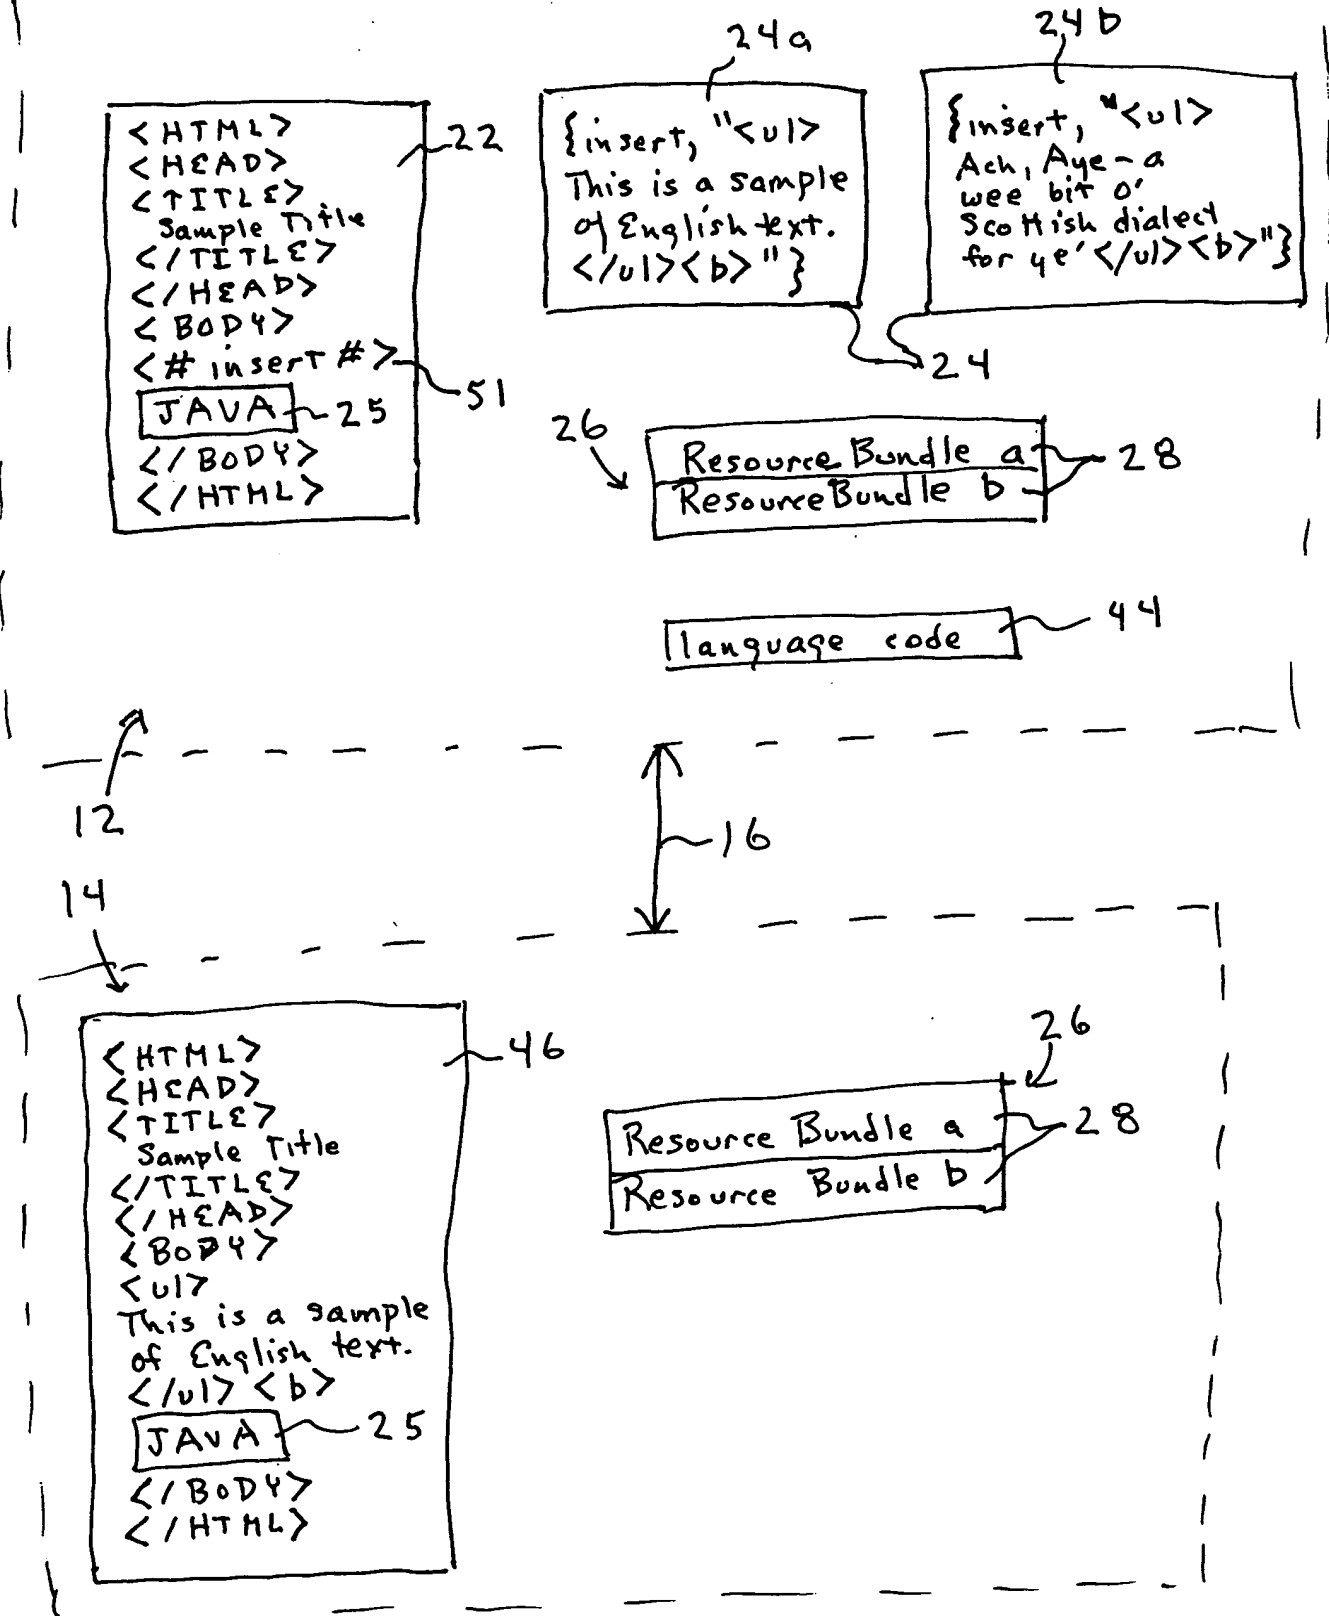 24a
24b
<HTML>
<HEAD>
<TITLE>
Sample Title
</TITLE>
</HEAD>
<BODY>
<# insert #>
JAVA
</BODY>
</HTML>
22
51
25
{insert, "<ul>
This is a sample
of English text.
</ul><b>"}
{insert, "<ul>
Ach, Aye - a
wee bit o'
Scottish dialect
for ye'</ul><b>"}
24
26
Resource Bundle a
ResourceBundle b
28
language code
44
12
16
14
<HTML>
<HEAD>
<TITLE>
Sample Title
</TITLE>
</HEAD>
<BODY>
<ul>
This is a sample
of English text.
</ul> <b>
JAVA
</BODY>
</HTML>
46
25
26
Resource Bundle a
Resource Bundle b
28